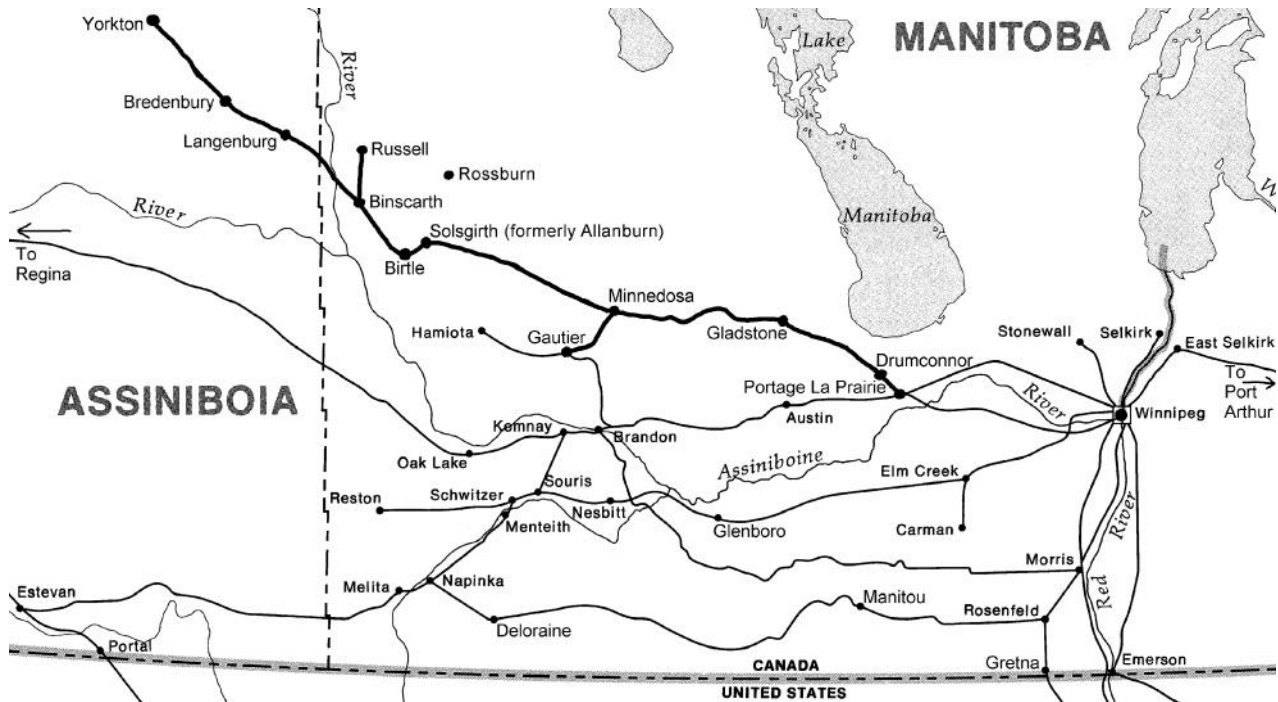 Yorkton
River
Lake
MANITOBA
Bredenbury
Langenburg
Russell
Rossburn
River
Binscarth
Manitoba
To
Regina
Solsgirth (formerly Allanburn)
Birtle
Minnedosa
Hamiota
Gautier
Gladstone
Stonewall
Selkirk
East Selkirk
Drumconnor
To
Port
Arthur
ASSINIBOIA
Portage La Prairie
River
Winnipeg
Austin
Kemnay
Brandon
Oak Lake
Assiniboine
Elm Creek
Souris
Reston
Schwitzer
Nesbitt
Menteith
Glenboro
Carman
River
Morris
Red
Estevan
Melita
Napinka
Manitou
Rosenfeld
Deloraine
Portal
CANADA
Gretna
Emerson
UNITED STATES